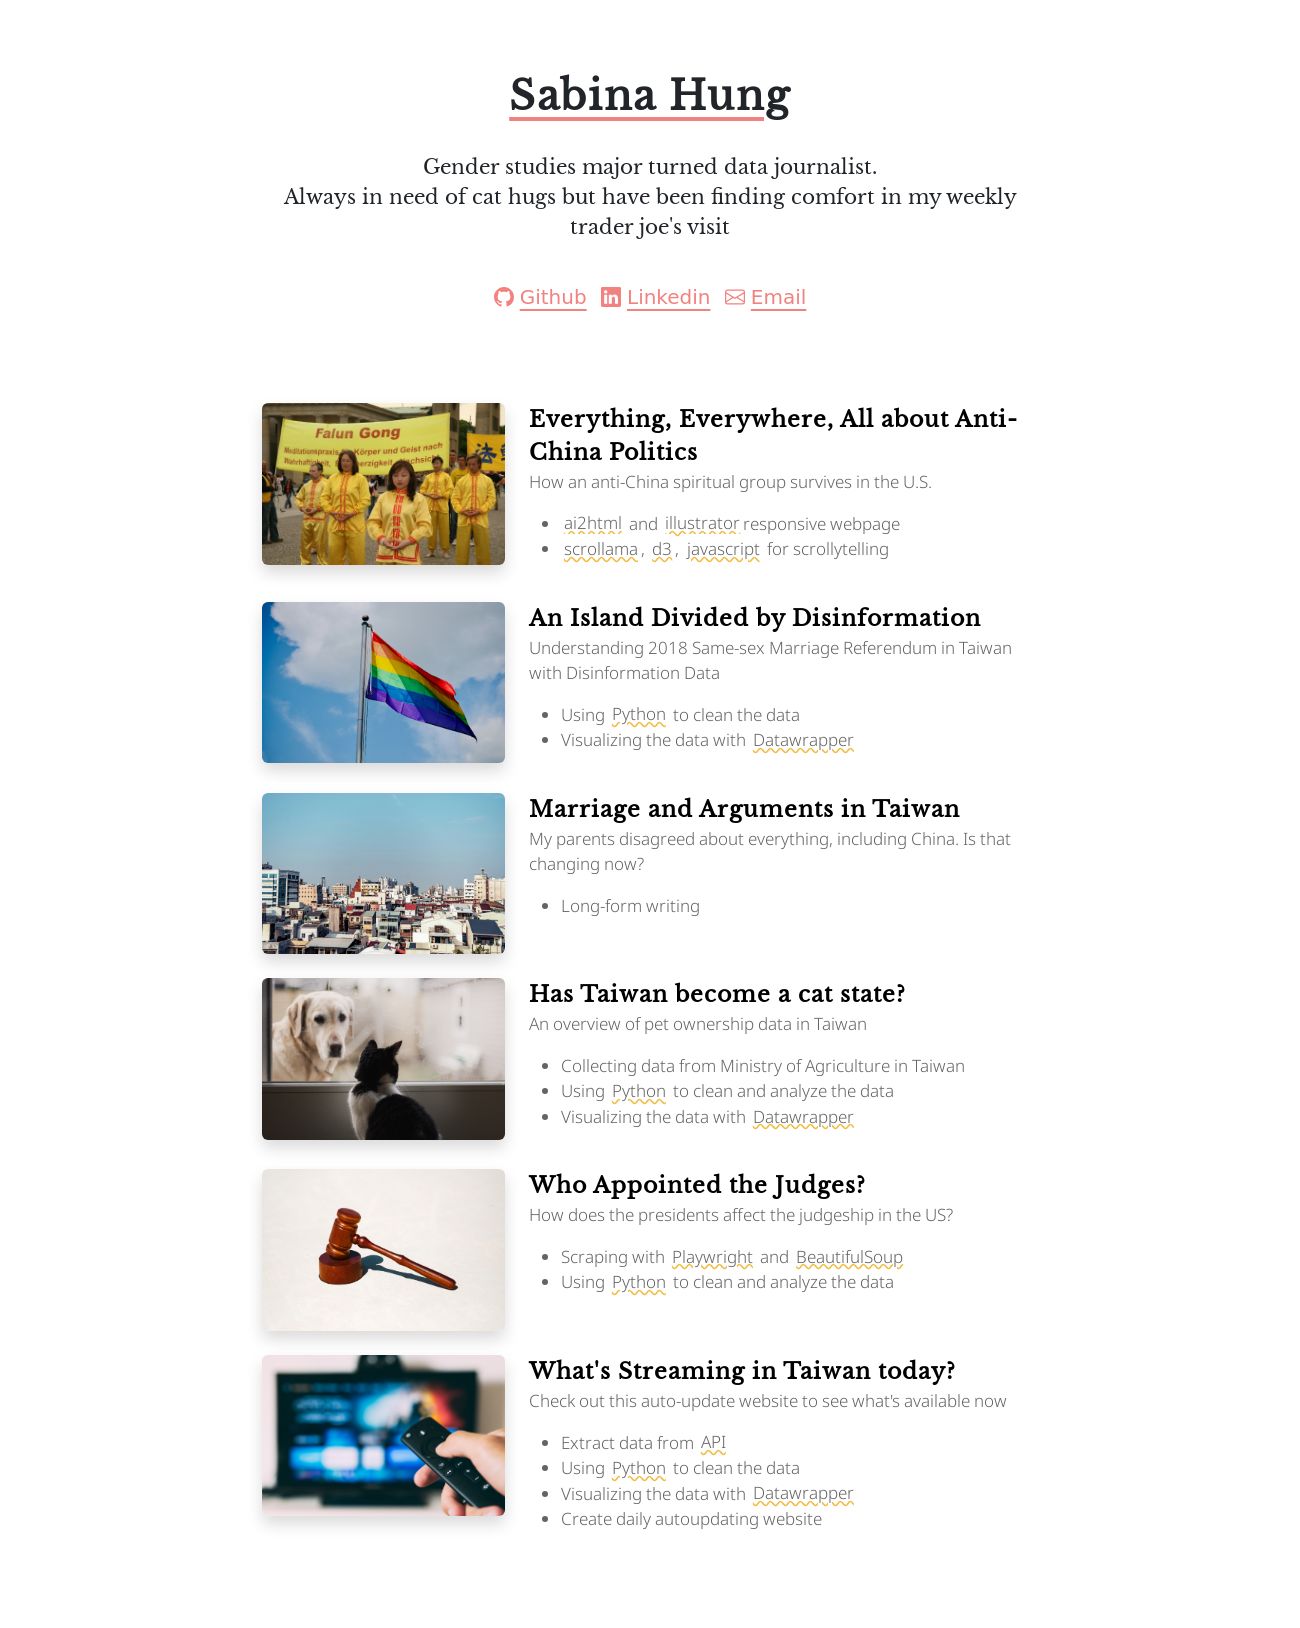 Sabina Hung
Gender studies major turned data journalist.
Always in need of cat hugs but have been finding comfort in my weekly
trader joe's visit
Github Linkedin Email
Falun Gong
Meditationspraxis Körper und Geist nach
Everything, Everywhere, All about Anti-
China Politics
How an anti-China spiritual group survives in the U.S.
ai2html and illustrator responsive webpage
scrollama, d3, javascript for scrollytelling
An Island Divided by Disinformation
Understanding 2018 Same-sex Marriage Referendum in Taiwan
with Disinformation Data
Using Python to clean the data
Visualizing the data with Datawrapper
Marriage and Arguments in Taiwan
My parents disagreed about everything, including China. Is that
changing now?
Long-form writing
Has Taiwan become a cat state?
An overview of pet ownership data in Taiwan
Collecting data from Ministry of Agriculture in Taiwan
Using Python to clean and analyze the data
Visualizing the data with Datawrapper
Who Appointed the Judges?
How does the presidents affect the judgeship in the US?
Scraping with Playwright and BeautifulSoup
Using Python to clean and analyze the data
What's Streaming in Taiwan today?
Check out this auto-update website to see what's available now
Extract data from API
Using Python to clean the data
Visualizing the data with Datawrapper
Create daily autoupdating website